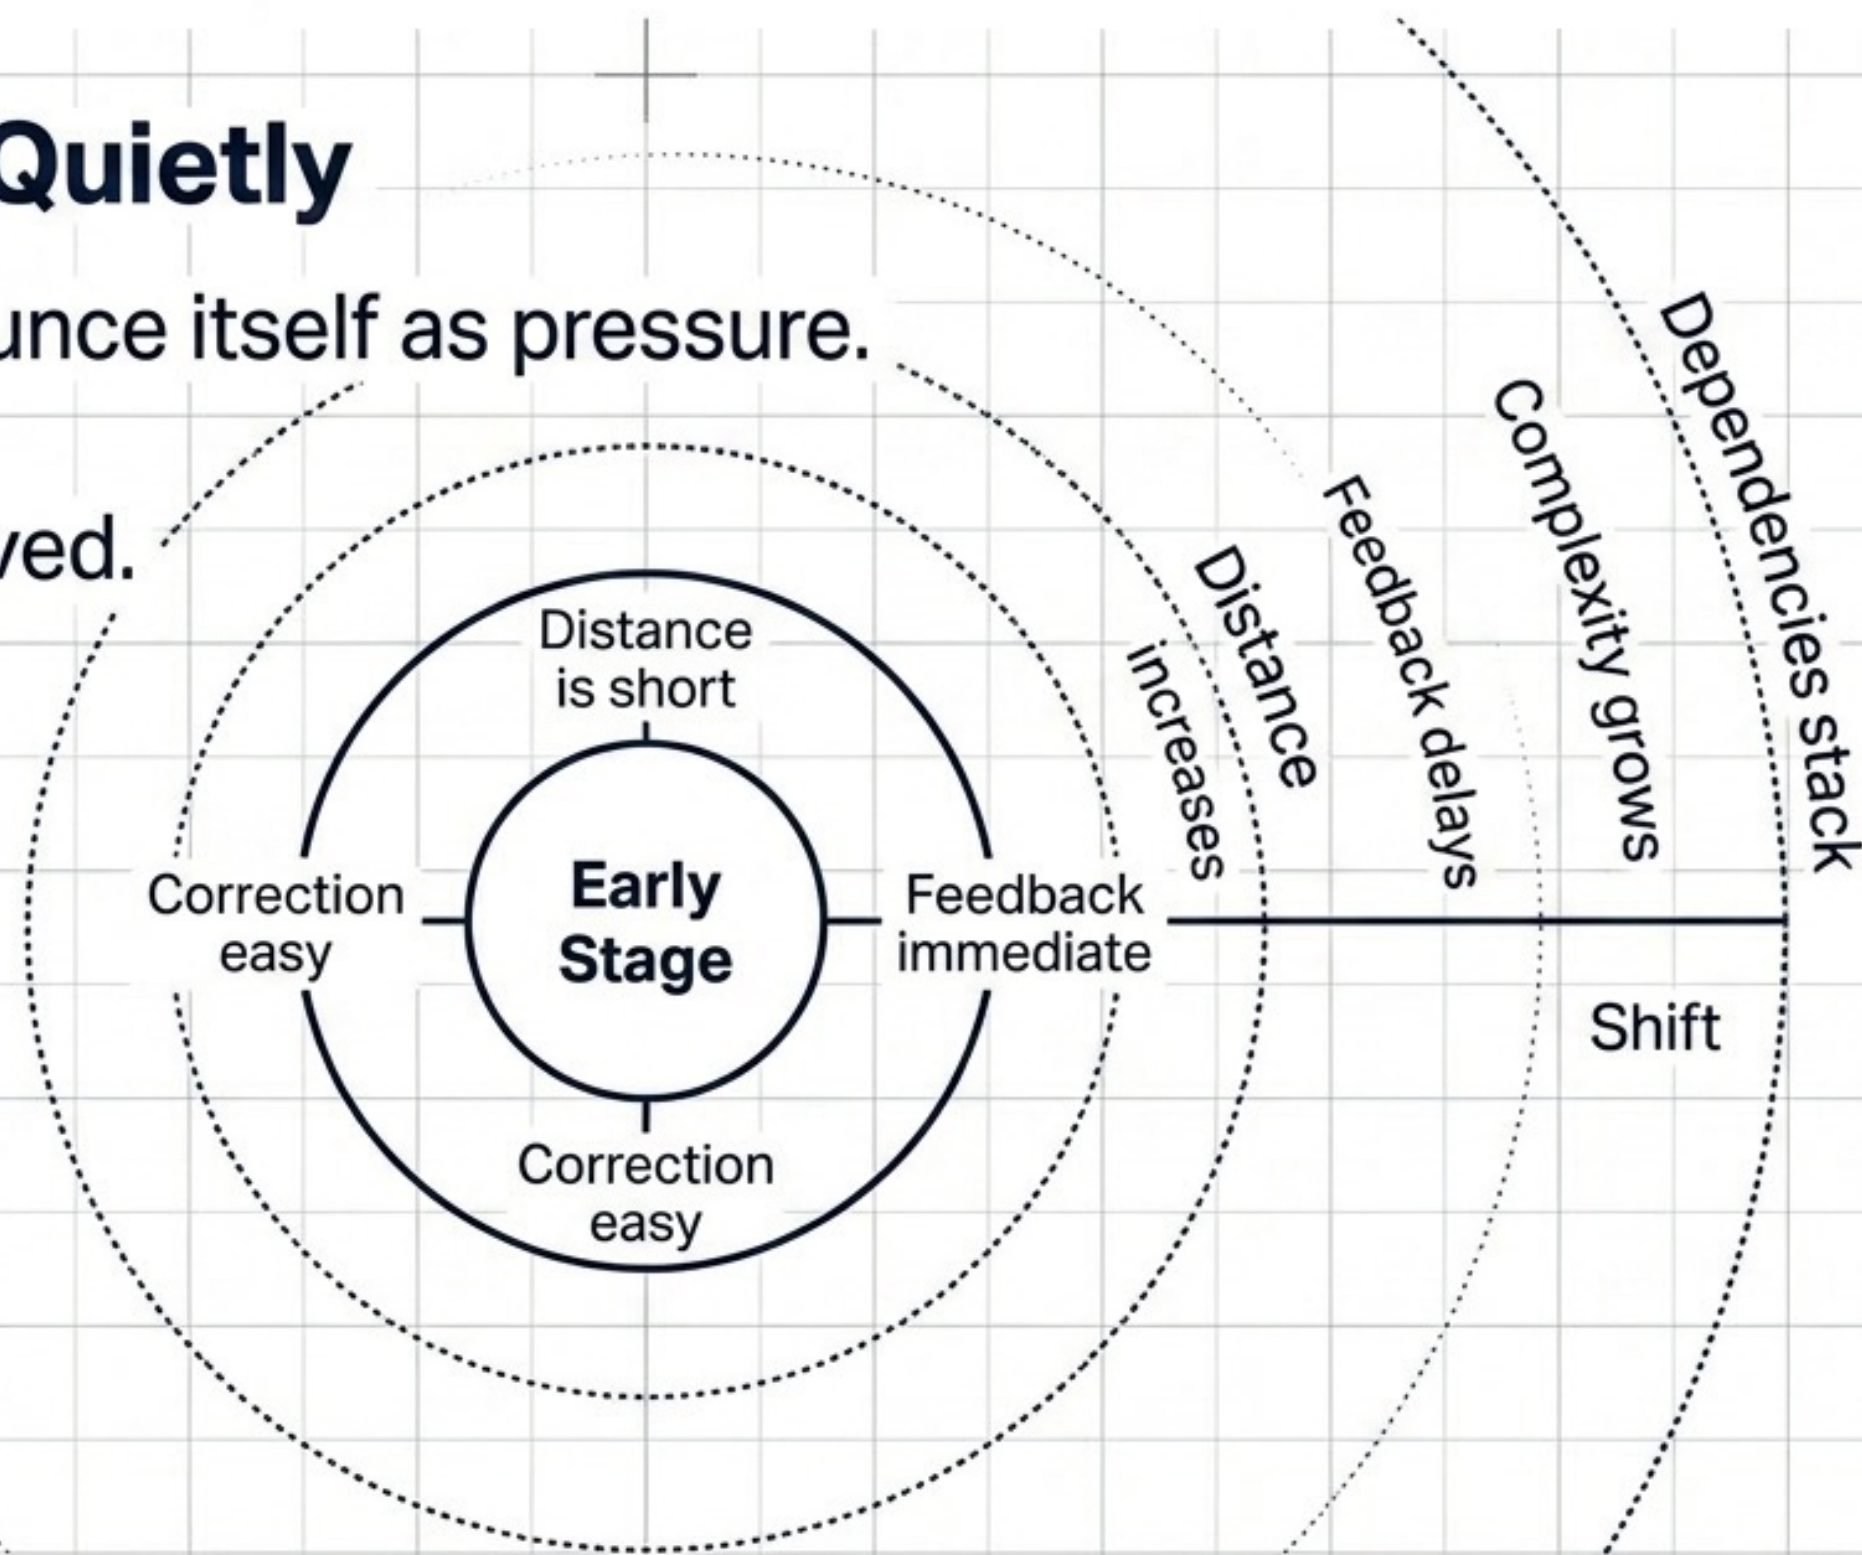 Quietly
unce itself as pressure.
ved.
Distance
is short
Early
Stage
Correction
easy
Feedback
immediate
Correction
easy
Distance
increases
Feedback delays
Complexity grows
Dependencies stack
Shift